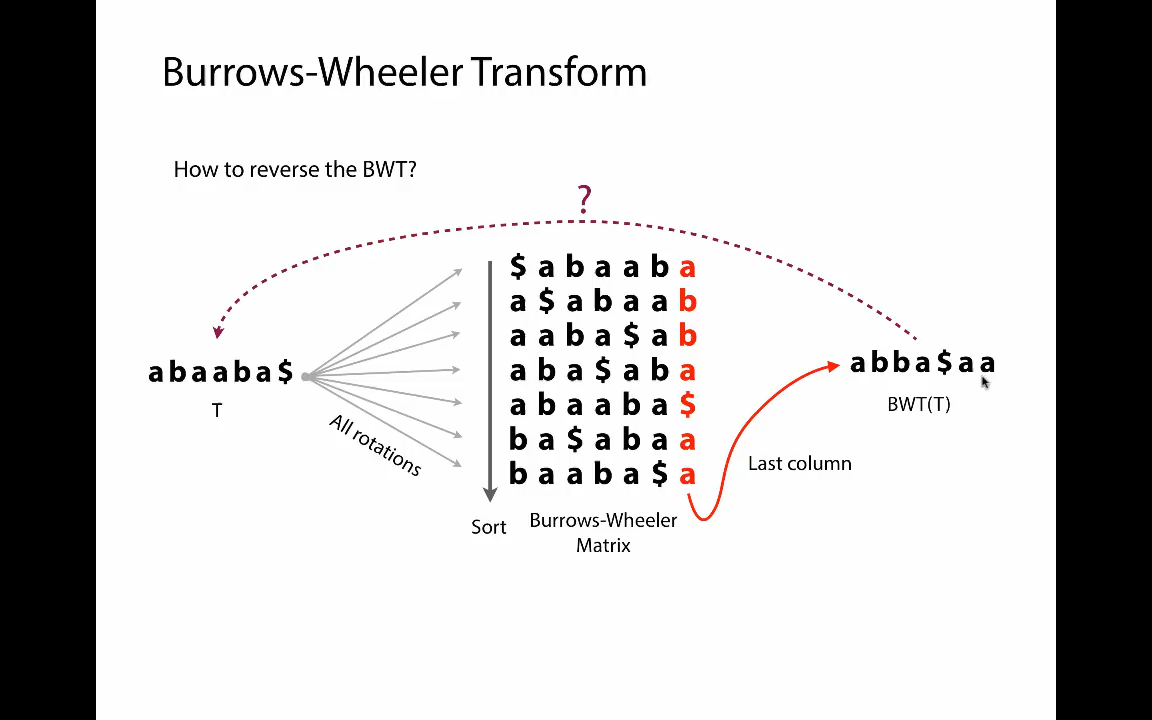 Burrows-Wheeler Transform
How to reverse the BWT?
?
$ a b a a b a
a $ a b a a b
a a b a $ a b
a b a $ a b a
a b a a b a $
b a $ a b a a
b a a b a $ a
a b a a b a $
T
All rotations
Sort
Burrows-Wheeler
Matrix
Last column
a b b a $ a a
BWT(T)